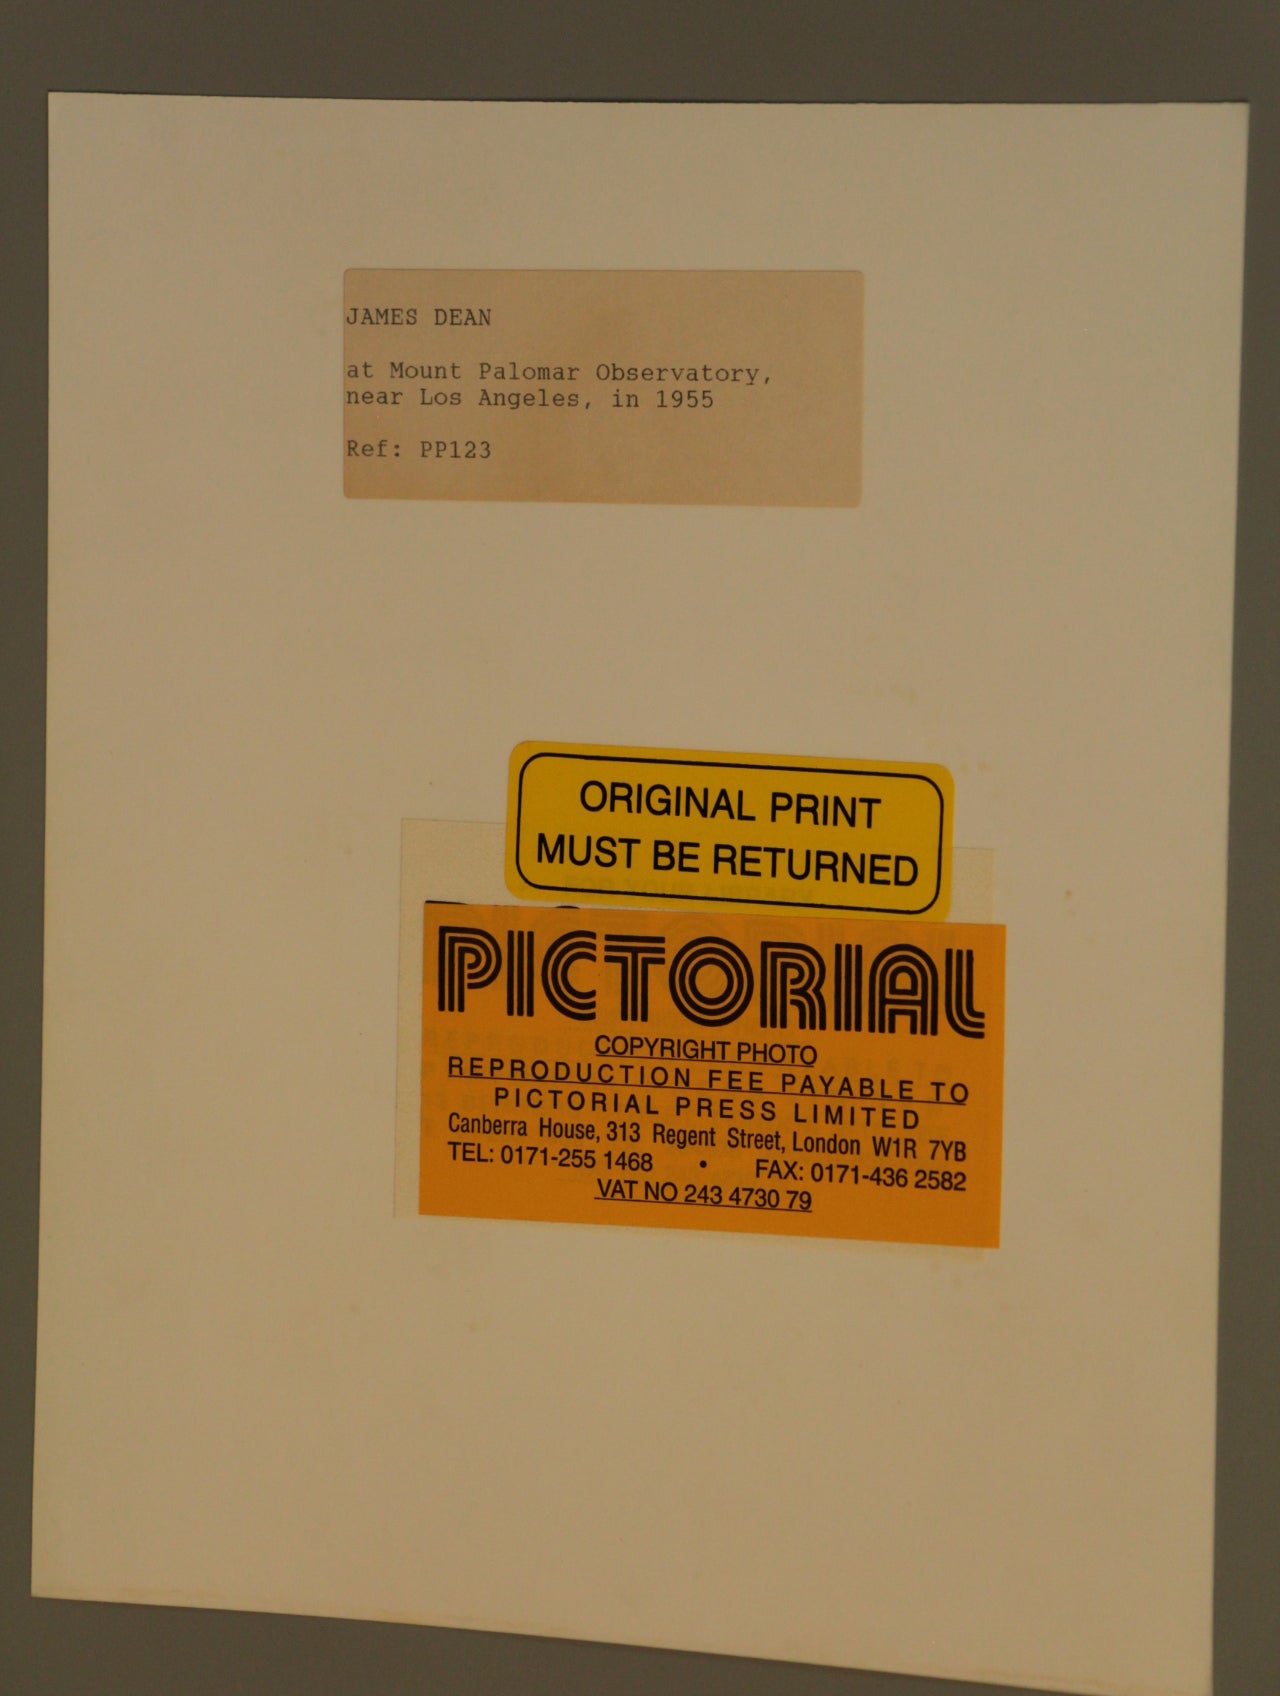 JAMES DEAN
at Mount Palomar Observatory,
near Los Angeles, in 1955
Ref: PP123
ORIGINAL PRINT
MUST BE RETURNED
PICTORIAL
COPYRIGHT PHOTO
REPRODUCTION FEE PAYABLE TO
PICTORIAL PRESS LIMITED
Canberra House, 313 Regent Street, London W1R 7YB
TEL: 0171-255 1468 • FAX: 0171-436 2582
VAT NO 243 4730 79